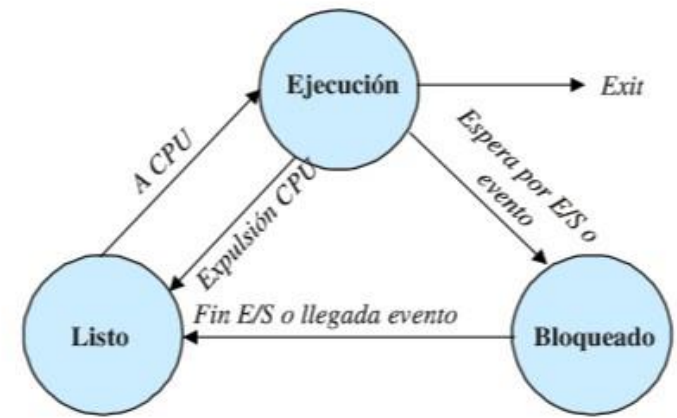 Ejecución
Exit
A CPU
Expulsión CPU
Espera por E/S o
evento
Fin E/S o llegada evento
Listo
Bloqueado